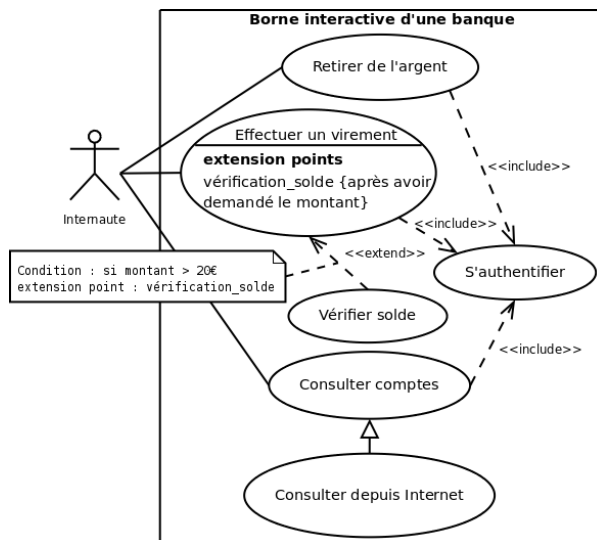 Borne interactive d'une banque
Retirer de l'argent
Effectuer un virement
extension points
vérification_solde {après avoir
demandé le montant}
<<include>>
Internaute
<<include>>
<<extend>>
Condition : si montant > 20€
extension point : vérification_solde
S'authentifier
Vérifier solde
<<include>>
Consulter comptes
Consulter depuis Internet